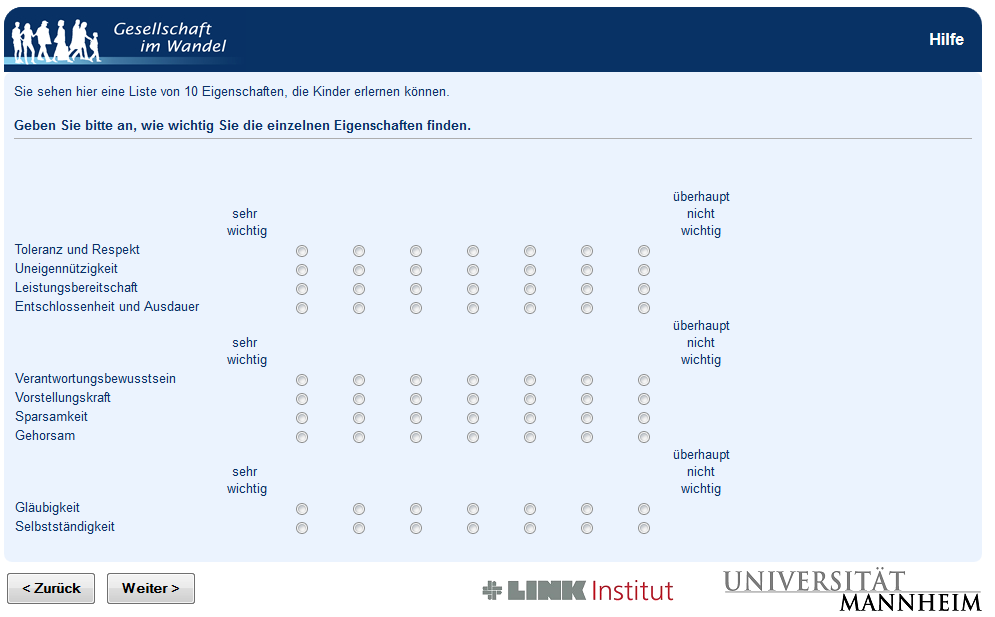 Gesellschaft
im Wandel
Hilfe
Sie sehen hier eine Liste von 10 Eigenschaften, die Kinder erlernen können.
Geben Sie bitte an, wie wichtig Sie die einzelnen Eigenschaften finden.
überhaupt
sehr nicht
wichtig wichtig
Toleranz und Respekt
Uneigennützigkeit
Leistungsbereitschaft
Entschlossenheit und Ausdauer
überhaupt
sehr nicht
wichtig wichtig
Verantwortungsbewusstsein
Vorstellungskraft
Sparsamkeit
Gehorsam
überhaupt
sehr nicht
wichtig wichtig
Gläubigkeit
Selbstständigkeit
< Zurück Weiter >
LINK Institut
UNIVERSITÄT
MANNHEIM